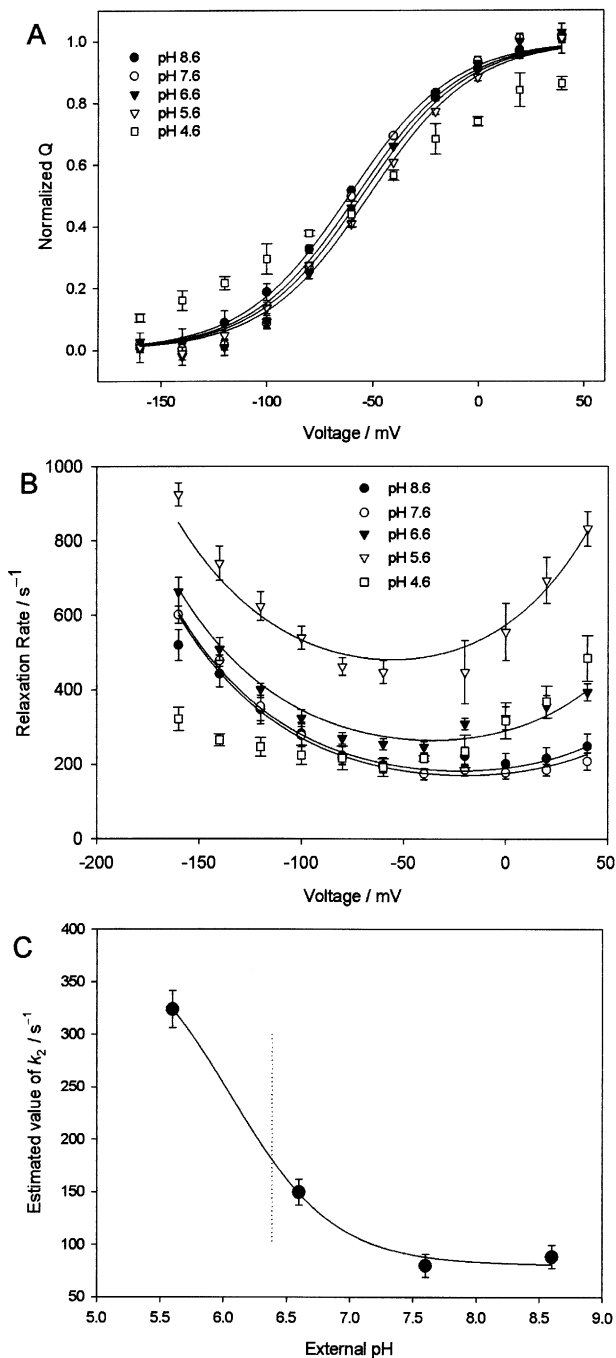 A
pH 8.6
pH 7.6
pH 6.6
pH 5.6
pH 4.6
1.0
0.8
0.6
0.4
0.2
0.0
Normalized Q
-150
-100
-50
0
50
Voltage / mV
B
pH 8.6
pH 7.6
pH 6.6
pH 5.6
pH 4.6
1000
800
600
400
200
0
Relaxation Rate / s⁻¹
-200
-150
-100
-50
0
50
Voltage / mV
C
400
350
300
250
200
150
100
50
Estimated value of k₂ / s⁻¹
5.0
5.5
6.0
6.5
7.0
7.5
8.0
8.5
9.0
External pH